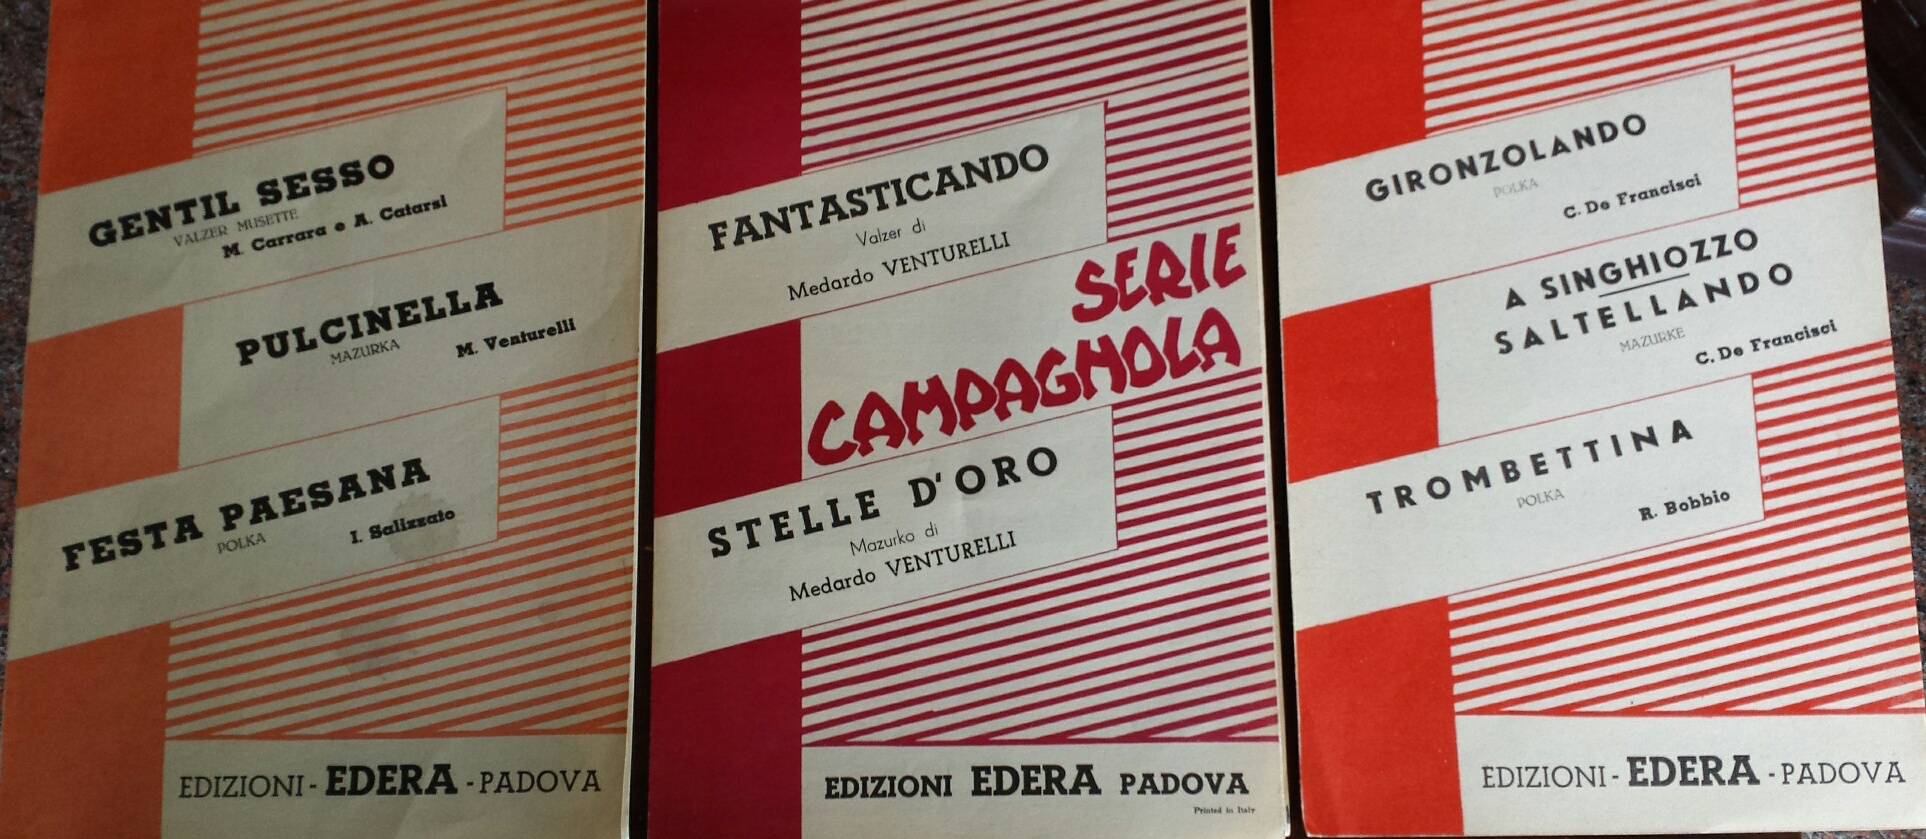 GENTIL SESSO
VALZER MUSETTE
M. Carrara e A. Catarsi
PULCINELLA
MAZURKA
M. Venturelli
FESTA PAESANA
POLKA
I. Salizzato
EDIZIONI - EDERA - PADOVA
FANTASTICANDO
Valzer di
Medardo VENTURELLI
SERIE
CAMPAGNOLA
STELLE D'ORO
Mazurko di
Medardo VENTURELLI
EDIZIONI EDERA PADOVA
Printed in Italy
GIRONZOLANDO
POLKA
C. De Francisci
A SINGHIOZZO
SALTELLANDO
MAZURKE
C. De Francisci
TROMBETTINA
POLKA
R. Bobbio
EDIZIONI - EDERA - PADOVA